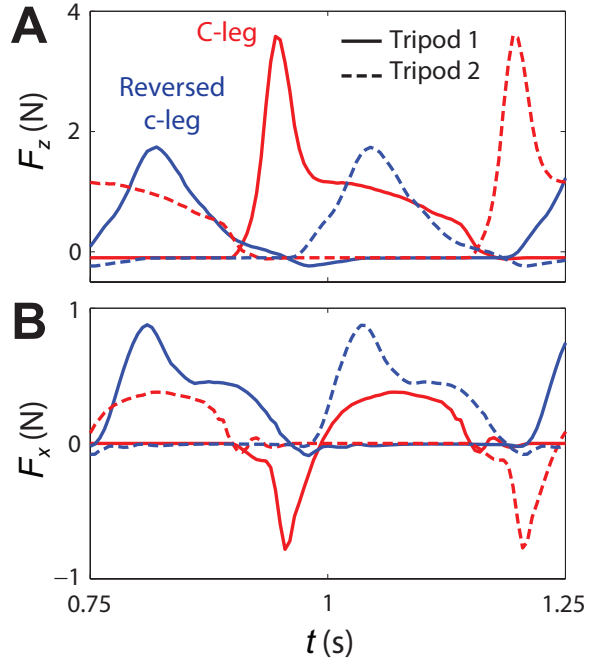 A
4
C-leg
Tripod 1
Tripod 2
Reversed
c-leg
F_z (N)
2
0
B
1
F_x (N)
0
−1
0.75
1
1.25
t (s)